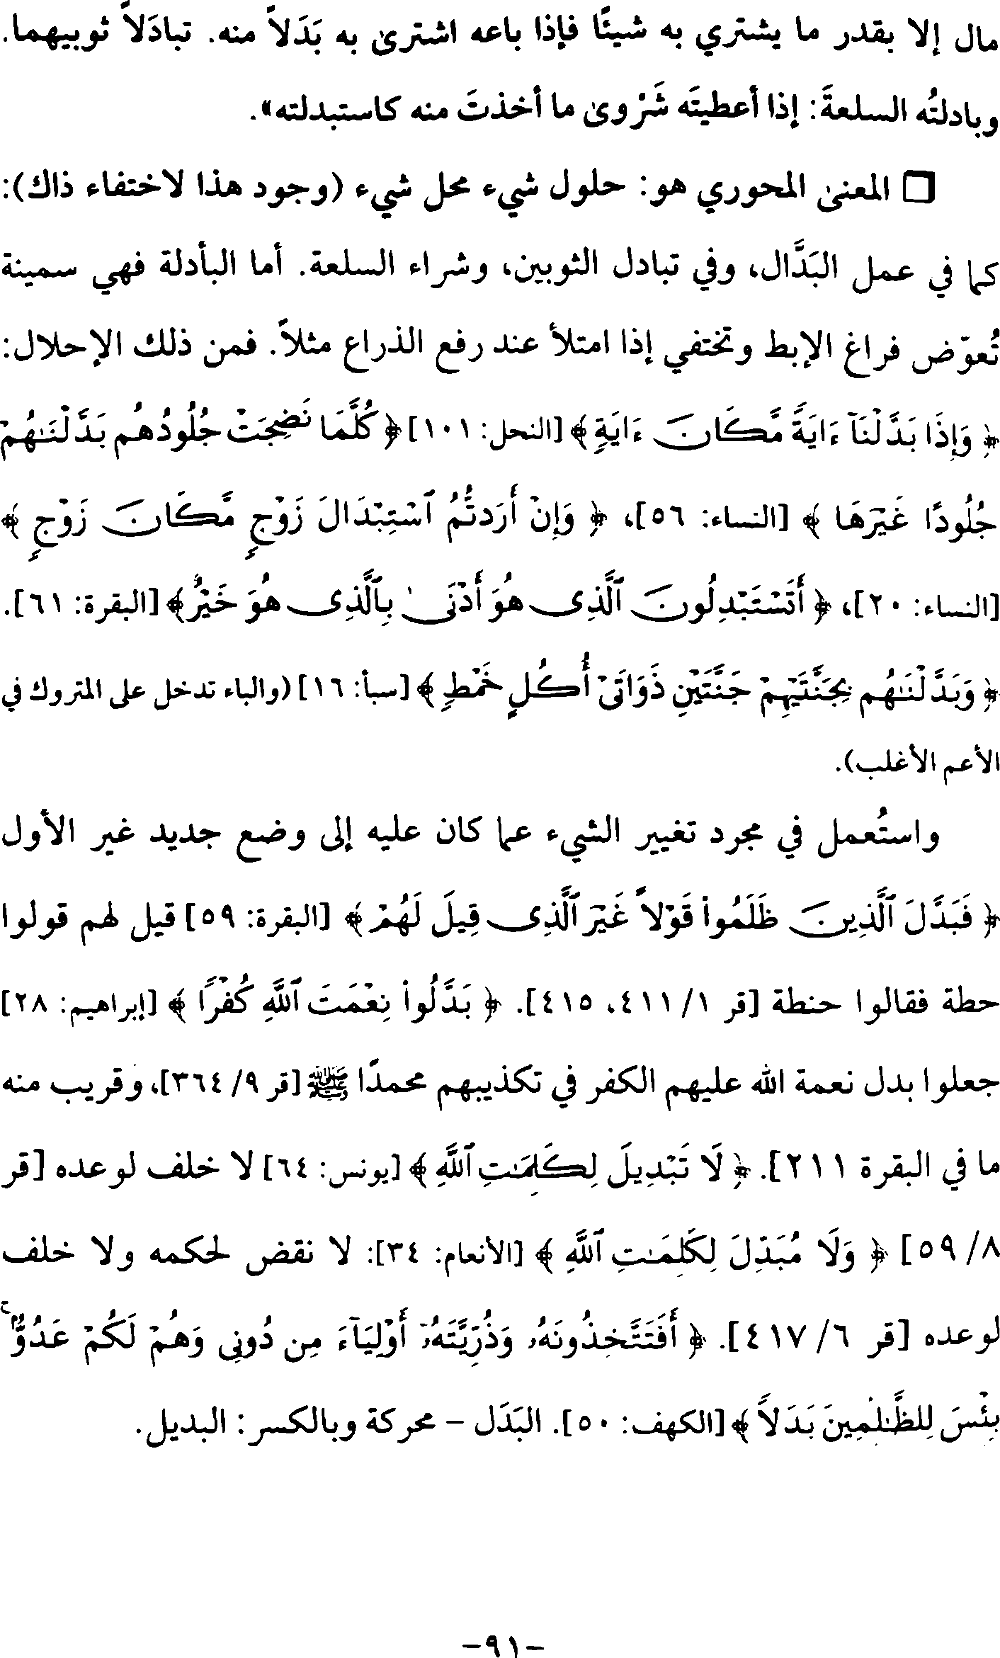 مال إلا بقدر ما يشتري به شيئًا فإذا باعه اشترىٰ به بَدَلاً منه. تبادَلاَ ثوبيهما.
وبادلتُه السلعةَ: إذا أعطيتَه شَرْوىٰ ما أخذتَ منه كاستبدلته».
❒ المعنىٰ المحوري هو: حلول شيء محل شيء (وجود هذا لاختفاء ذاك):
كما في عمل البَدَّال، وفي تبادل الثوبين، وشراء السلعة. أما البأدلة فهي سمينة
تُعوّض فراغ الإبط وتختفي إذا امتلأ عند رفع الذراع مثلاً. فمن ذلك الإحلال:
﴿ وَإِذَا بَدَّلْنَآ ءَايَةً مَّكَانَ ءَايَةٍ ﴾ [النحل: ١٠١] ﴿ كُلَّمَا نَضِجَتْ جُلُودُهُم بَدَّلْنَٰهُمْ
جُلُودًا غَيْرَهَا ﴾ [النساء: ٥٦]، ﴿ وَإِنْ أَرَدتُّمُ ٱسْتِبْدَالَ زَوْجٍ مَّكَانَ زَوْجٍ ﴾
[النساء: ٢٠]، ﴿ أَتَسْتَبْدِلُونَ ٱلَّذِى هُوَ أَدْنَىٰ بِٱلَّذِى هُوَ خَيْرٌ ﴾ [البقرة: ٦١].
﴿ وَبَدَّلْنَٰهُم بِجَنَّتَيْهِمْ جَنَّتَيْنِ ذَوَاتَىْ أُكُلٍ خَمْطٍ ﴾ [سبأ: ١٦] (والباء تدخل على المتروك في
الأعم الأغلب).
واستُعمل في مجرد تغيير الشيء عما كان عليه إلى وضع جديد غير الأول
﴿ فَبَدَّلَ ٱلَّذِينَ ظَلَمُوا۟ قَوْلاً غَيْرَ ٱلَّذِى قِيلَ لَهُمْ ﴾ [البقرة: ٥٩] قيل لهم قولوا
حطة فقالوا حنطة [قر ١/ ٤١١، ٤١٥]. ﴿ بَدَّلُوا۟ نِعْمَتَ ٱللَّهِ كُفْرًا ﴾ [إبراهيم: ٢٨]
جعلوا بدل نعمة الله عليهم الكفر في تكذيبهم محمدًا ﷺ [قر ٩/ ٣٦٤]، وقريب منه
ما في البقرة ٢١١]. ﴿ لَا تَبْدِيلَ لِكَلِمَٰتِ ٱللَّهِ ﴾ [يونس: ٦٤] لا خلف لوعده [قر
٨/ ٥٩] ﴿ وَلَا مُبَدِّلَ لِكَلِمَٰتِ ٱللَّهِ ﴾ [الأنعام: ٣٤]: لا نقض لحكمه ولا خلف
لوعده [قر ٦/ ٤١٧]. ﴿ أَفَتَتَّخِذُونَهُۥ وَذُرِّيَّتَهُۥٓ أَوْلِيَآءَ مِن دُونِى وَهُمْ لَكُمْ عَدُوٌّۢ ۚ
بِئْسَ لِلظَّٰلِمِينَ بَدَلاً ﴾ [الكهف: ٥٠]. البَدَل – محركة وبالكسر: البديل.
-٩١-